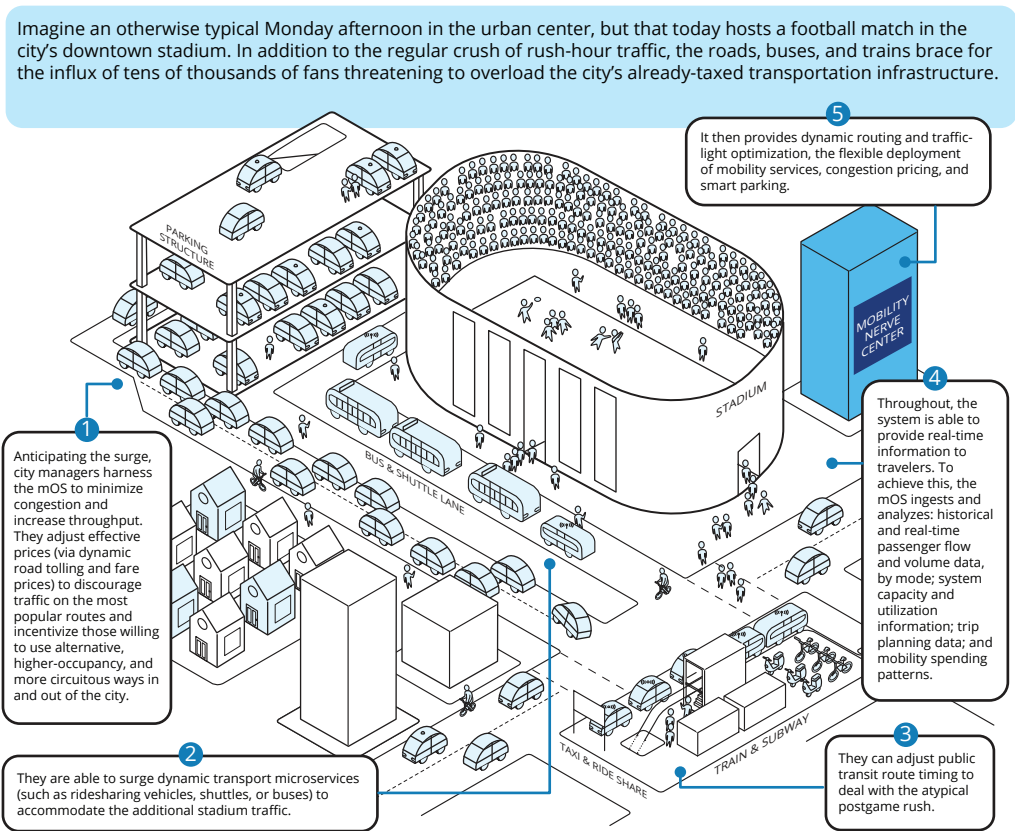 Imagine an otherwise typical Monday afternoon in the urban center, but that today hosts a football match in the
city’s downtown stadium. In addition to the regular crush of rush-hour traffic, the roads, buses, and trains brace for
the influx of tens of thousands of fans threatening to overload the city’s already-taxed transportation infrastructure.
5
It then provides dynamic routing and traffic-
light optimization, the flexible deployment
of mobility services, congestion pricing, and
smart parking.
PARKING
STRUCTURE
MOBILITY
NERVE
CENTER
STADIUM
BUS & SHUTTLE LANE
1
Anticipating the surge,
city managers harness
the mOS to minimize
congestion and
increase throughput.
They adjust effective
prices (via dynamic
road tolling and fare
prices) to discourage
traffic on the most
popular routes and
incentivize those willing
to use alternative,
higher-occupancy, and
more circuitous ways in
and out of the city.
4
Throughout, the
system is able to
provide real-time
information to
travelers. To
achieve this, the
mOS ingests and
analyzes: historical
and real-time
passenger flow
and volume data,
by mode; system
capacity and
utilization
information; trip
planning data; and
mobility spending
patterns.
2
They are able to surge dynamic transport microservices
(such as ridesharing vehicles, shuttles, or buses) to
accommodate the additional stadium traffic.
TAXI & RIDE SHARE
TRAIN & SUBWAY
3
They can adjust public
transit route timing to
deal with the atypical
postgame rush.